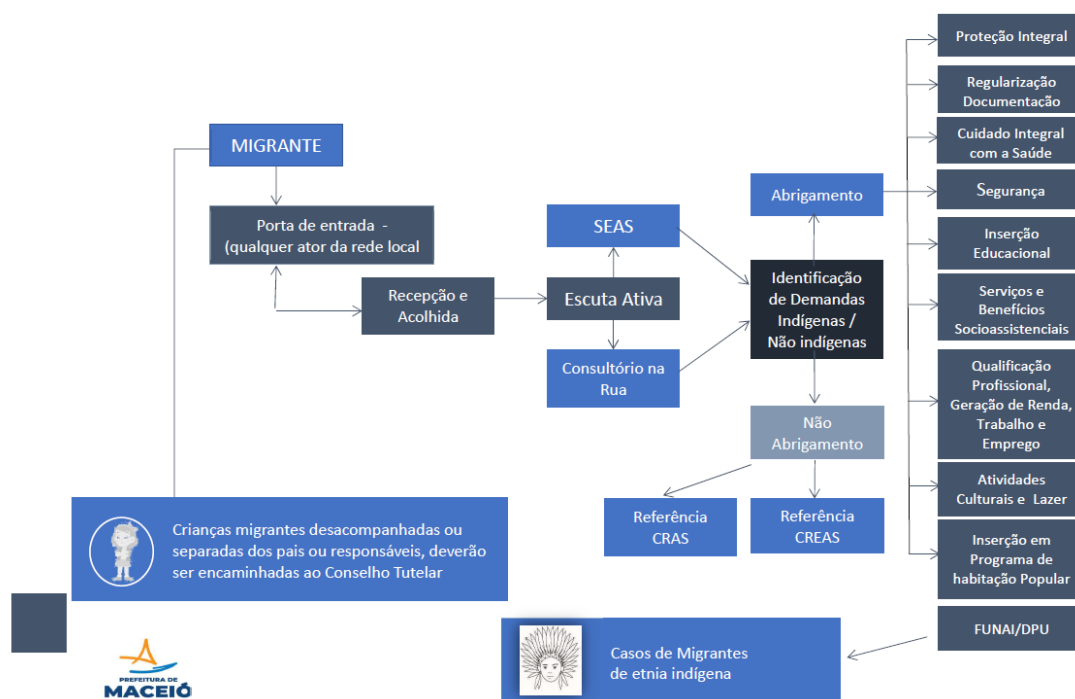 MIGRANTE
Porta de entrada -
(qualquer ator da rede local
Recepção e
Acolhida
SEAS
Escuta Ativa
Consultório na
Rua
Abrigamento
Identificação
de Demandas
Indígenas /
Não indígenas
Não
Abrigamento
Referência
CRAS
Referência
CREAS
Proteção Integral
Regularização
Documentação
Cuidado Integral
com a Saúde
Segurança
Inserção
Educacional
Serviços e
Benefícios
Socioassistenciais
Qualificação
Profissional,
Geração de Renda,
Trabalho e
Emprego
Atividades
Culturais e Lazer
Inserção em
Programa de
habitação Popular
FUNAI/DPU
Crianças migrantes desacompanhadas ou
separadas dos pais ou responsáveis, deverão
ser encaminhadas ao Conselho Tutelar
Casos de Migrantes
de etnia indígena
PREFEITURA DE
MACEIÓ